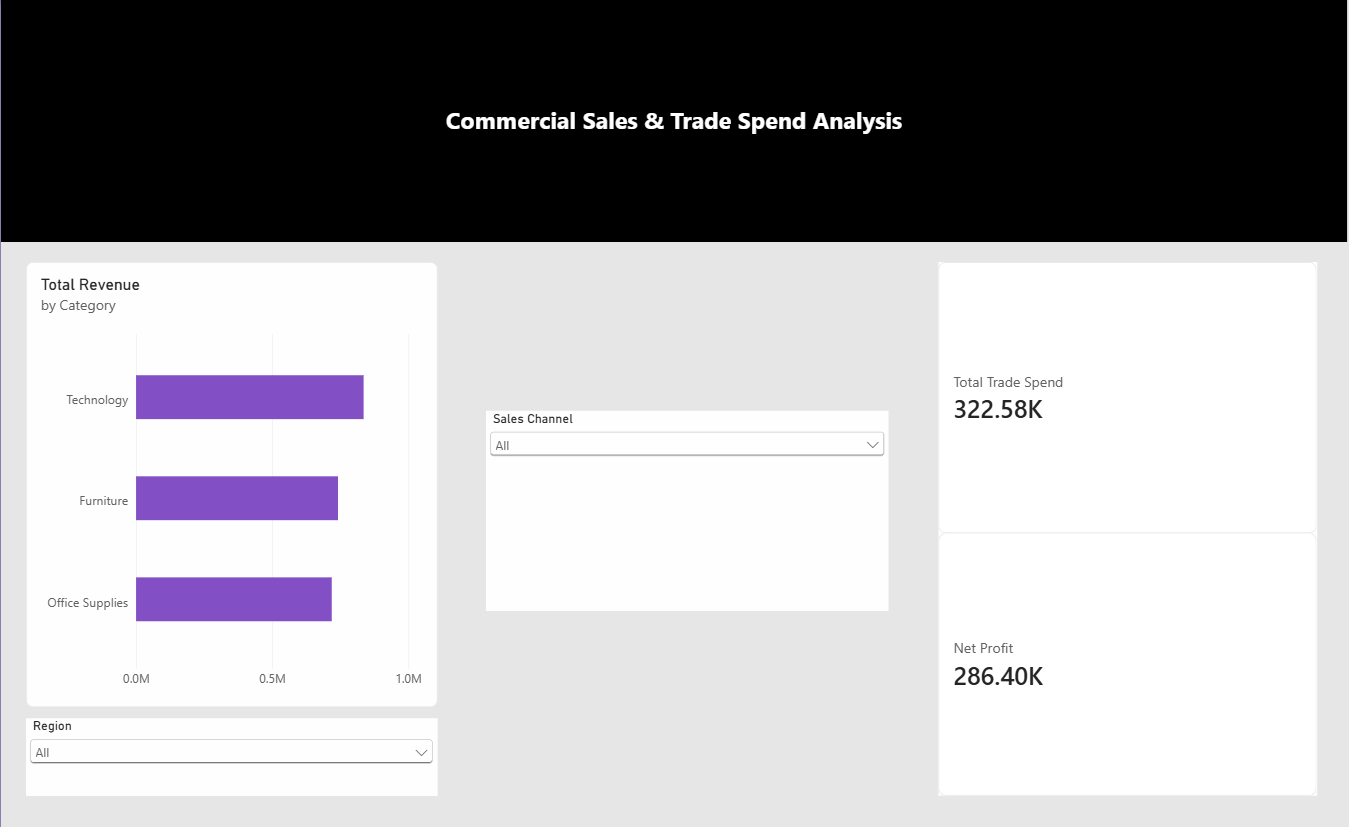 Commercial Sales & Trade Spend Analysis
Total Revenue
by Category
Technology
Furniture
Office Supplies
0.0M 0.5M 1.0M
Region
All
Sales Channel
All
Total Trade Spend
322.58K
Net Profit
286.40K